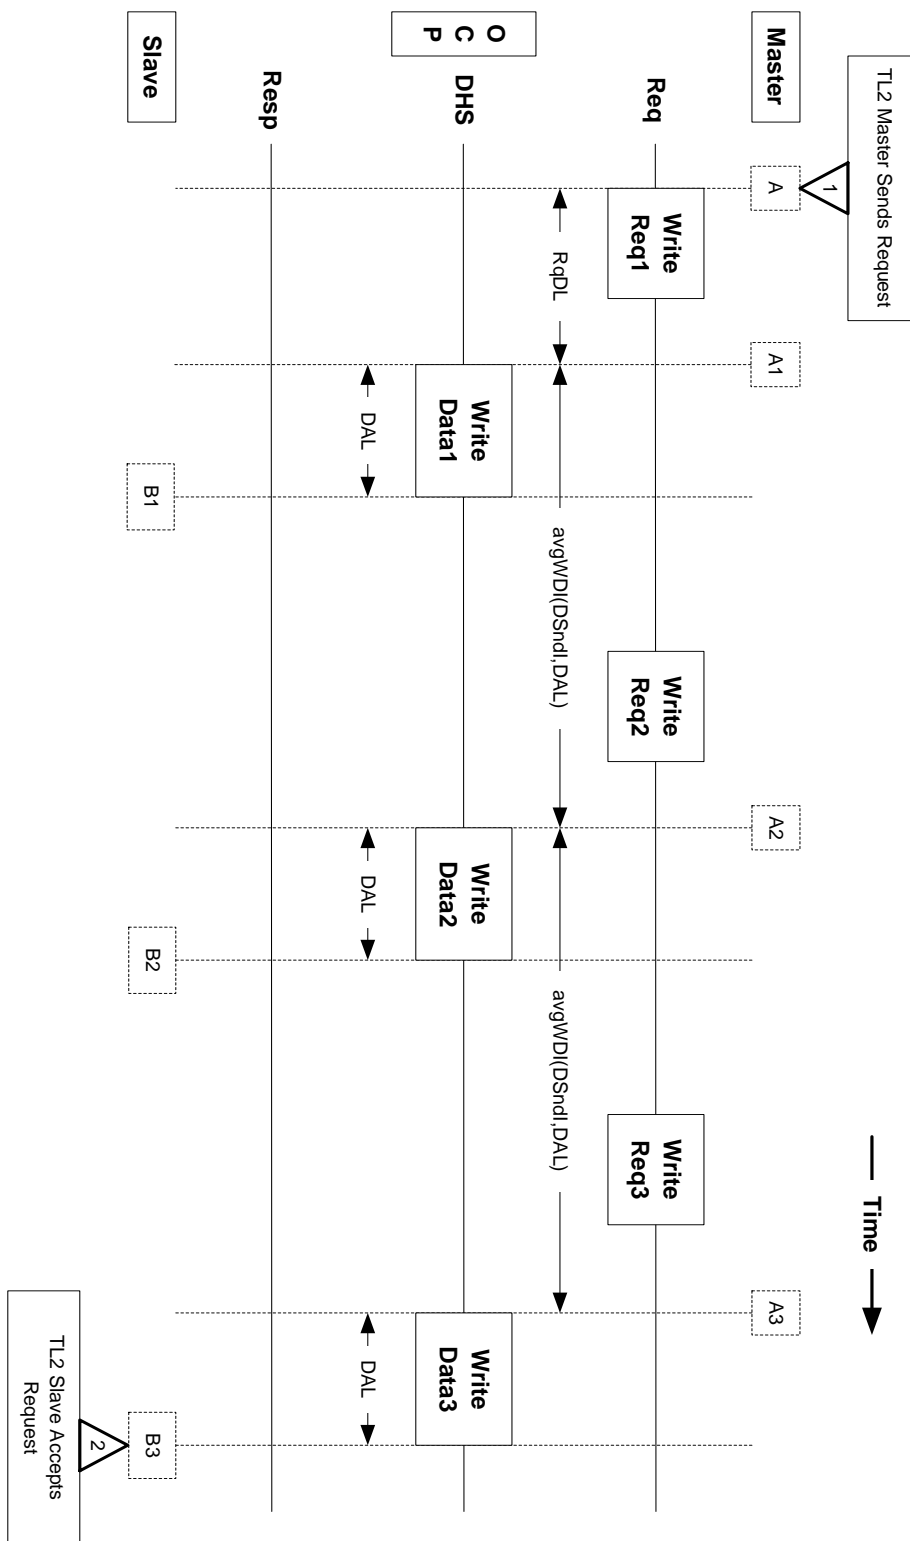 TL2 Master Sends Request
Time
1
Master
A
A1
A2
A3
Req
Write
Req1
Write
Req2
Write
Req3
RqDL
avgWDI(DSndI,DAL)
avgWDI(DSndI,DAL)
O
C
P
DHS
Write
Data1
Write
Data2
Write
Data3
DAL
DAL
DAL
Resp
Slave
B1
B2
B3
2
TL2 Slave Accepts
Request